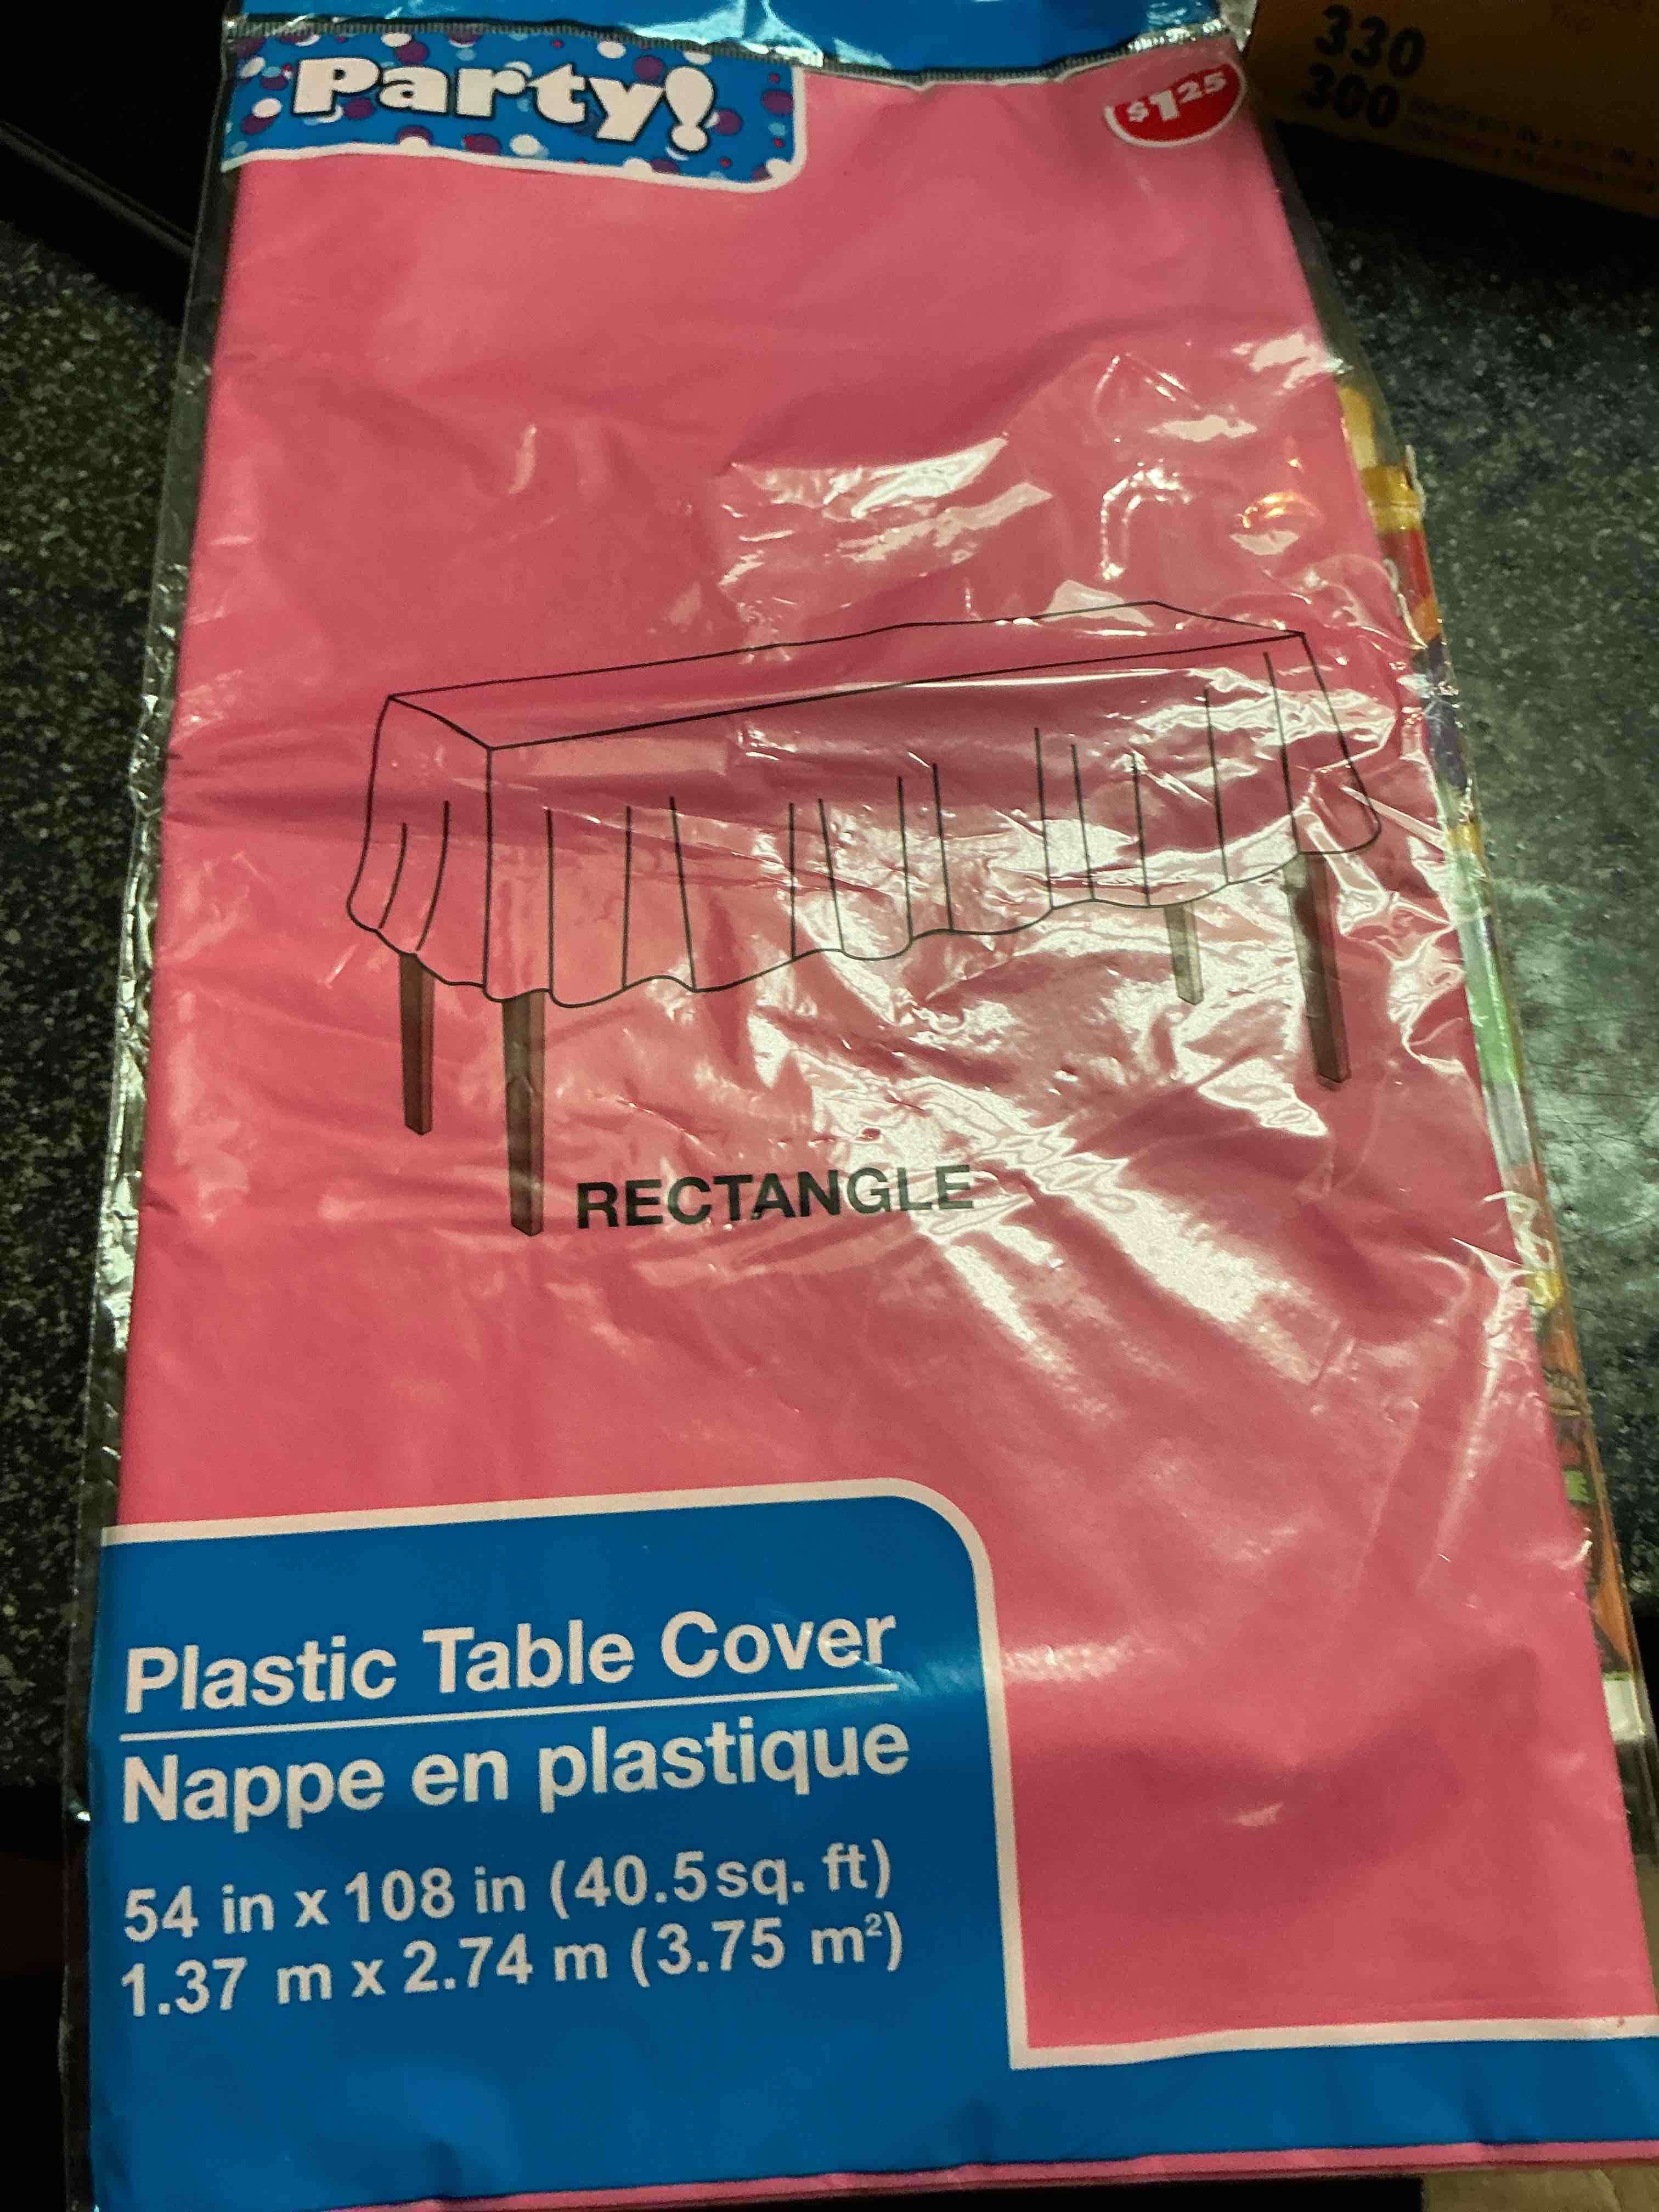 Party!
$1.25
330
300
RECTANGLE
Plastic Table Cover
Nappe en plastique
54 in x 108 in (40.5 sq. ft)
1.37 m x 2.74 m (3.75 m²)